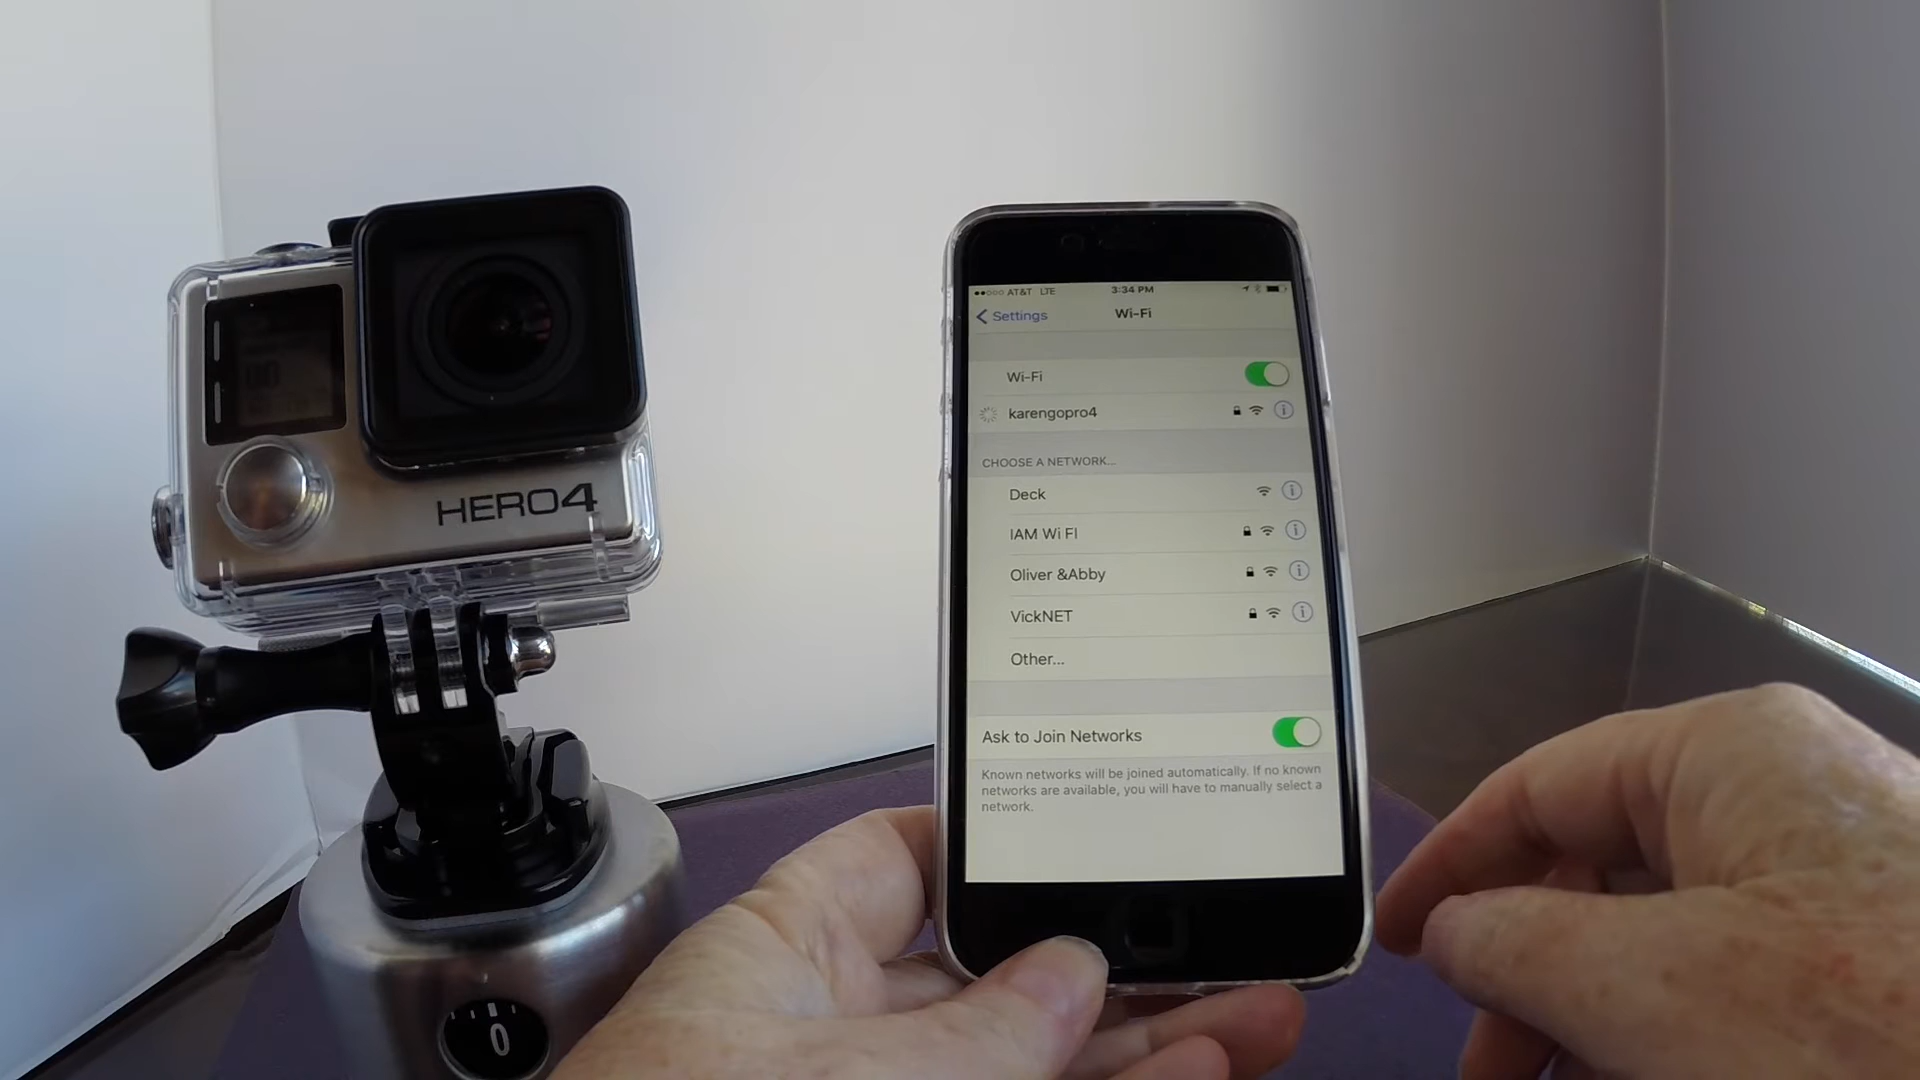 HERO4
0
AT&T LTE 3:34 PM
Settings Wi-Fi
Wi-Fi
karengopro4
CHOOSE A NETWORK...
Deck
IAM Wi FI
Oliver &Abby
VickNET
Other...
Ask to Join Networks
Known networks will be joined automatically. If no known
networks are available, you will have to manually select a
network.